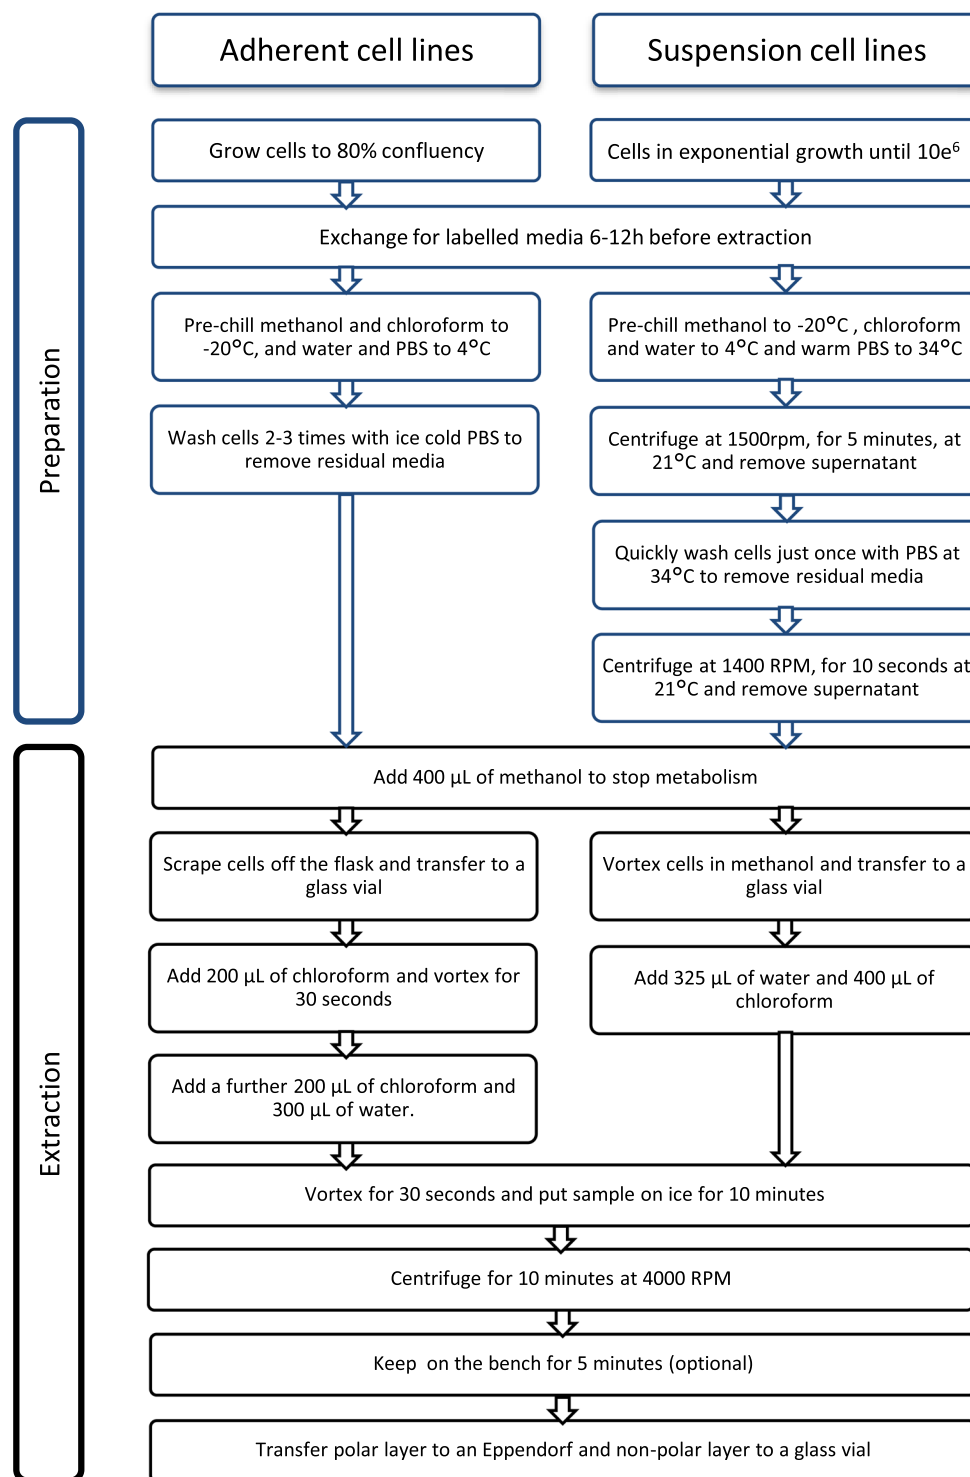 Adherent cell lines
Suspension cell lines
Preparation
Grow cells to 80% confluency
Cells in exponential growth until 10e⁶
Exchange for labelled media 6-12h before extraction
Pre-chill methanol and chloroform to
-20°C, and water and PBS to 4°C
Pre-chill methanol to -20°C , chloroform
and water to 4°C and warm PBS to 34°C
Wash cells 2-3 times with ice cold PBS to
remove residual media
Centrifuge at 1500rpm, for 5 minutes, at
21°C and remove supernatant
Quickly wash cells just once with PBS at
34°C to remove residual media
Centrifuge at 1400 RPM, for 10 seconds at
21°C and remove supernatant
Extraction
Add 400 µL of methanol to stop metabolism
Scrape cells off the flask and transfer to a
glass vial
Vortex cells in methanol and transfer to a
glass vial
Add 200 µL of chloroform and vortex for
30 seconds
Add 325 µL of water and 400 µL of
chloroform
Add a further 200 µL of chloroform and
300 µL of water.
Vortex for 30 seconds and put sample on ice for 10 minutes
Centrifuge for 10 minutes at 4000 RPM
Keep on the bench for 5 minutes (optional)
Transfer polar layer to an Eppendorf and non-polar layer to a glass vial